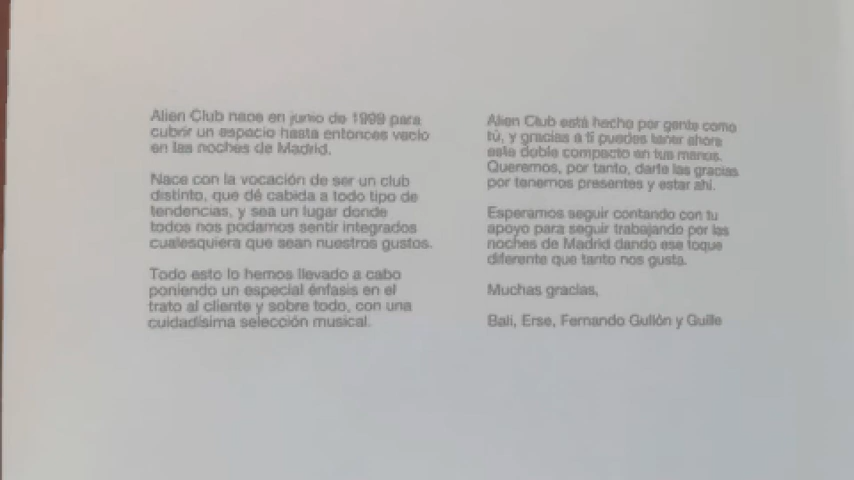 Alien Club nace en junio de 1999 para
cubrir un espacio hasta entonces vacío
en las noches de Madrid.
Nace con la vocación de ser un club
distinto, que dé cabida a todo tipo de
tendencias, y sea un lugar donde
todos nos podamos sentir integrados
cualesquiera que sean nuestros gustos.
Todo esto lo hemos llevado a cabo
poniendo un especial énfasis en el
trato al cliente y sobre todo, con una
cuidadísima selección musical.
Alien Club está hecho por gente como
tú, y gracias a tí puedes tener ahora
este doble compacto en tus manos.
Queremos, por tanto, darte las gracias
por tenernos presentes y estar ahí.
Esperamos seguir contando con tu
apoyo para seguir trabajando por las
noches de Madrid dando ese toque
diferente que tanto nos gusta.
Muchas gracias,
Bali, Erse, Fernando Gullón y Guille